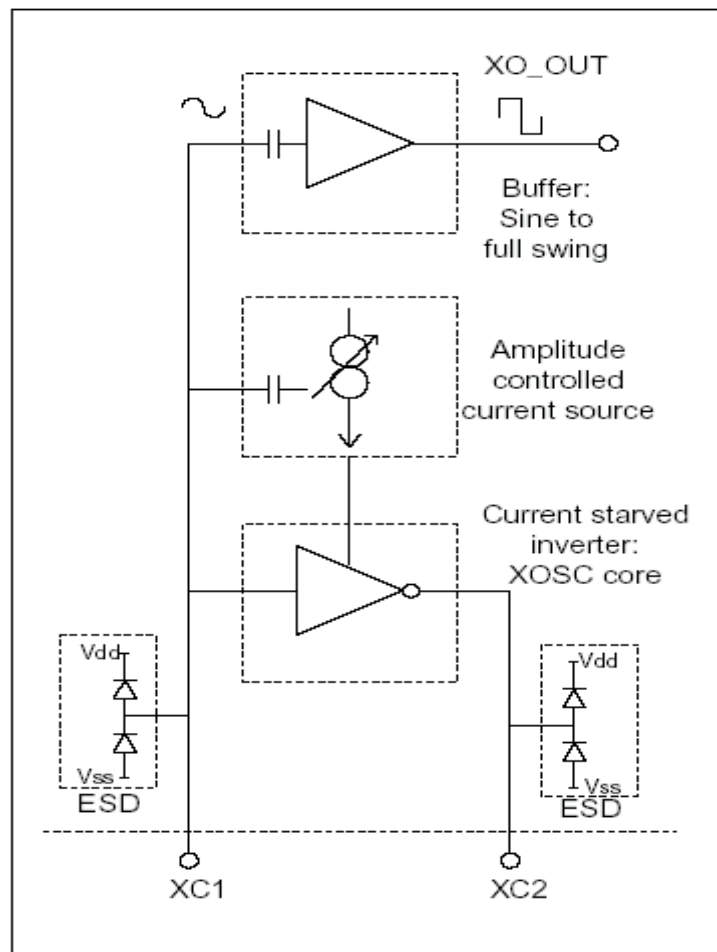 XO_OUT
Buffer:
Sine to
full swing
Amplitude
controlled
current source
Current starved
inverter:
XOSC core
Vdd
Vss
ESD
Vdd
Vss
ESD
XC1
XC2